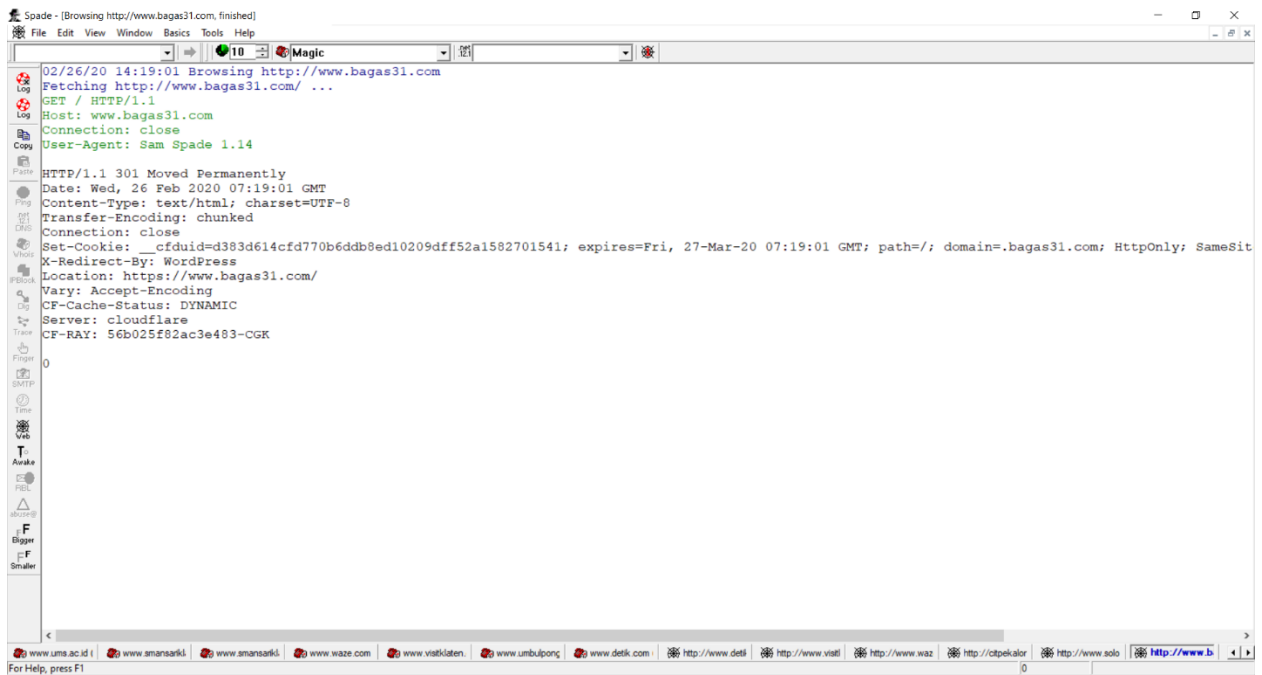 Spade - [Browsing http://www.bagas31.com, finished]
File Edit View Window Basics Tools Help
10 Magic
02/26/20 14:19:01 Browsing http://www.bagas31.com
Fetching http://www.bagas31.com/ ...
GET / HTTP/1.1
Host: www.bagas31.com
Connection: close
User-Agent: Sam Spade 1.14
HTTP/1.1 301 Moved Permanently
Date: Wed, 26 Feb 2020 07:19:01 GMT
Content-Type: text/html; charset=UTF-8
Transfer-Encoding: chunked
Connection: close
Set-Cookie: __cfduid=d383d614cfd770b6ddb8ed10209dff52a1582701541; expires=Fri, 27-Mar-20 07:19:01 GMT; path=/; domain=.bagas31.com; HttpOnly; SameSit
X-Redirect-By: WordPress
Location: https://www.bagas31.com/
Vary: Accept-Encoding
CF-Cache-Status: DYNAMIC
Server: cloudflare
CF-RAY: 56b025f82ac3e483-CGK
0
Log
Log
Copy
Paste
Ping
DNS
Whois
IPBlock
Dig
Trace
Finger
SMTP
Time
Web
Awake
RBL
abuse@
Bigger
Smaller
www.ums.ac.id ( www.smansarikl. www.smansarikl. www.waze.com www.visitklaten. www.umbulpong www.detik.com http://www.deti http://www.visitl http://www.waz http://citpekalor http://www.solo http://www.b
For Help, press F1
0